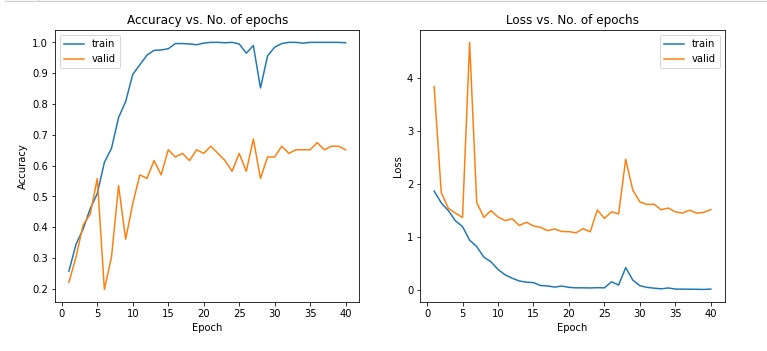 Accuracy vs. No. of epochs
train
valid
Accuracy
1.0
0.9
0.8
0.7
0.6
0.5
0.4
0.3
0.2
0 5 10 15 20 25 30 35 40
Epoch
Loss vs. No. of epochs
train
valid
Loss
4
3
2
1
0
0 5 10 15 20 25 30 35 40
Epoch